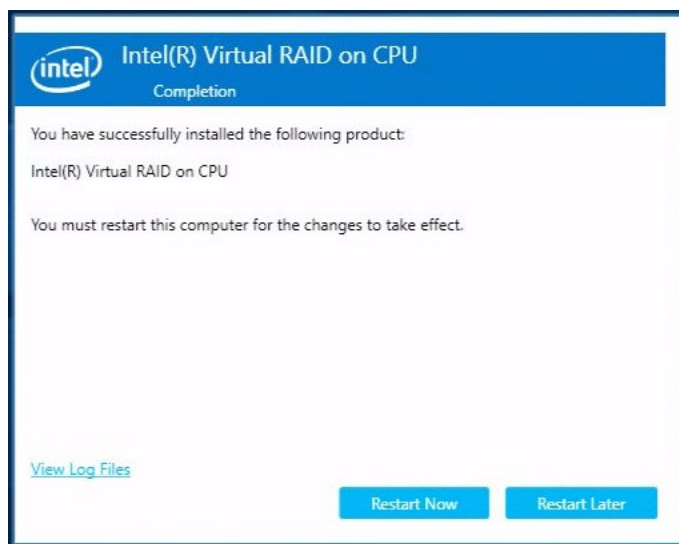 intel
Intel(R) Virtual RAID on CPU
Completion
You have successfully installed the following product:
Intel(R) Virtual RAID on CPU
You must restart this computer for the changes to take effect.
View Log Files
Restart Now
Restart Later